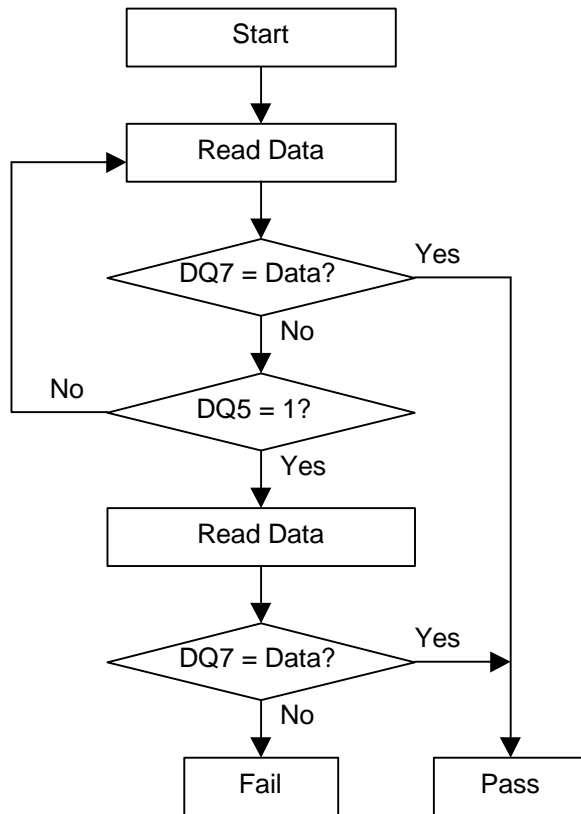 Start
Read Data
DQ7 = Data?
Yes
No
No
DQ5 = 1?
Yes
Read Data
DQ7 = Data?
Yes
No
Fail
Pass